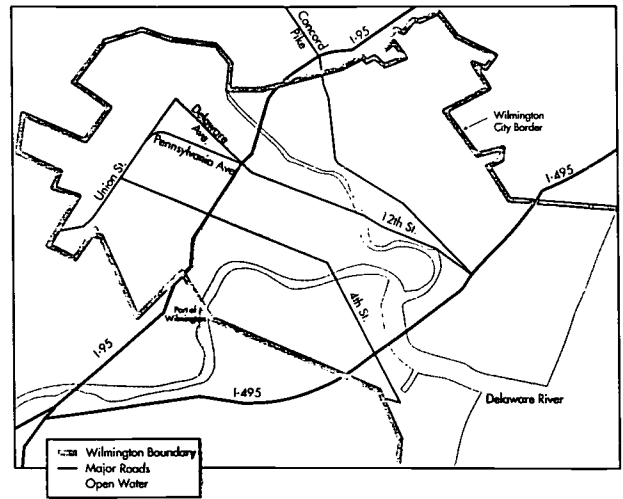 Concord
Pike
I-95
Wilmington
City Border
I-495
Delaware
Ave.
Pennsylvania Ave
Union St.
12th St.
4th St.
Port of
Wilmington
I-95
I-495
Delaware River
Wilmington Boundary
Major Roads
Open Water